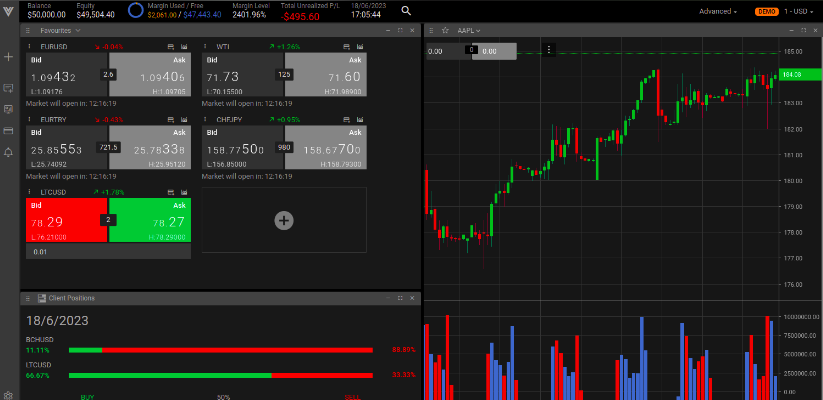 Balance Equity Margin Used / Free Margin Level Total Unrealized P/L 18/06/2023
$50,000.00 $49,504.40 $2,061.00 / $47,443.40 2401.96% -$495.60 17:05:44
Advanced DEMO 1 - USD
Favourites
EURUSD -0.04%
Bid Ask
1.09432 2.6 1.09406
L:1.09176 H:1.09705
Market will open in: 12:16:19
WTI +1.26%
Bid Ask
71.73 125 71.60
L:70.15500 H:71.98900
Market will open in: 12:16:19
EURTRY -0.43%
Bid Ask
25.85553 721.5 25.78338
L:25.74092 H:25.95120
Market will open in: 12:16:19
CHFJPY +0.95%
Bid Ask
158.77500 980 158.67700
L:156.85000 H:158.79300
Market will open in: 12:16:19
LTCUSD +1.78%
Bid Ask
78.29 2 78.27
L:76.21000 H:78.29000
0.01
Client Positions
18/6/2023
BCHUSD
11.11% 88.89%
LTCUSD
66.67% 33.33%
BUY 50% SELL
AAPL
0.00 0 0.00
185.00
184.08
183.00
182.00
181.00
180.00
179.00
178.00
177.00
176.00
10000000.00
7500000.00
5000000.00
2500000.00
0.00